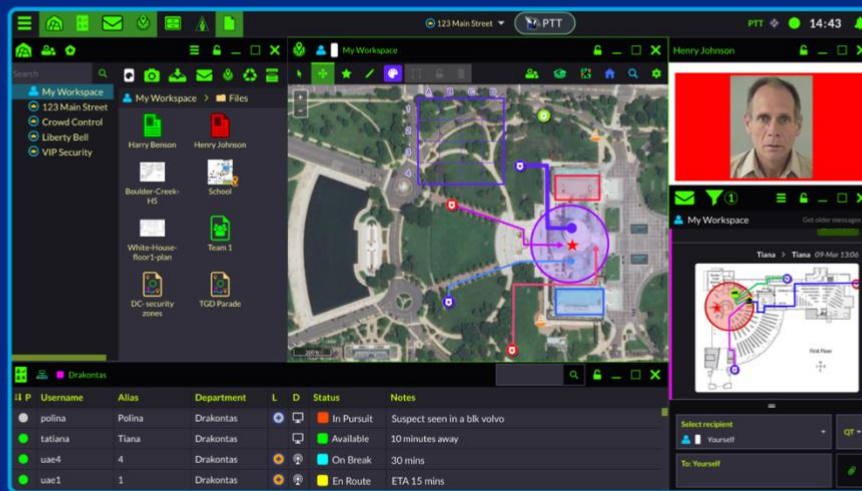 123 Main Street
PTT
PTT
14:43
Search
My Workspace
123 Main Street
Crowd Control
Liberty Bell
VIP Security
My Workspace > Files
Harry Benson
Henry Johnson
Boulder-Creek-
HS
School
White-House-
floor1-plan
Team 1
DC- security
zones
TGD Parade
My Workspace
A B C D
1
2
3
4
Henry Johnson
1
My Workspace
Get older messages
Tiana > Tiana 09-Mar 13:06
First Floor
Select recipient
Yourself
QT
To: Yourself
Drakontas
P Username Alias Department L D Status Notes
polina Polina Drakontas In Pursuit Suspect seen in a blk volvo
tatiana Tiana Drakontas Available 10 minutes away
uae4 4 Drakontas On Break 30 mins
uae1 1 Drakontas En Route ETA 15 mins